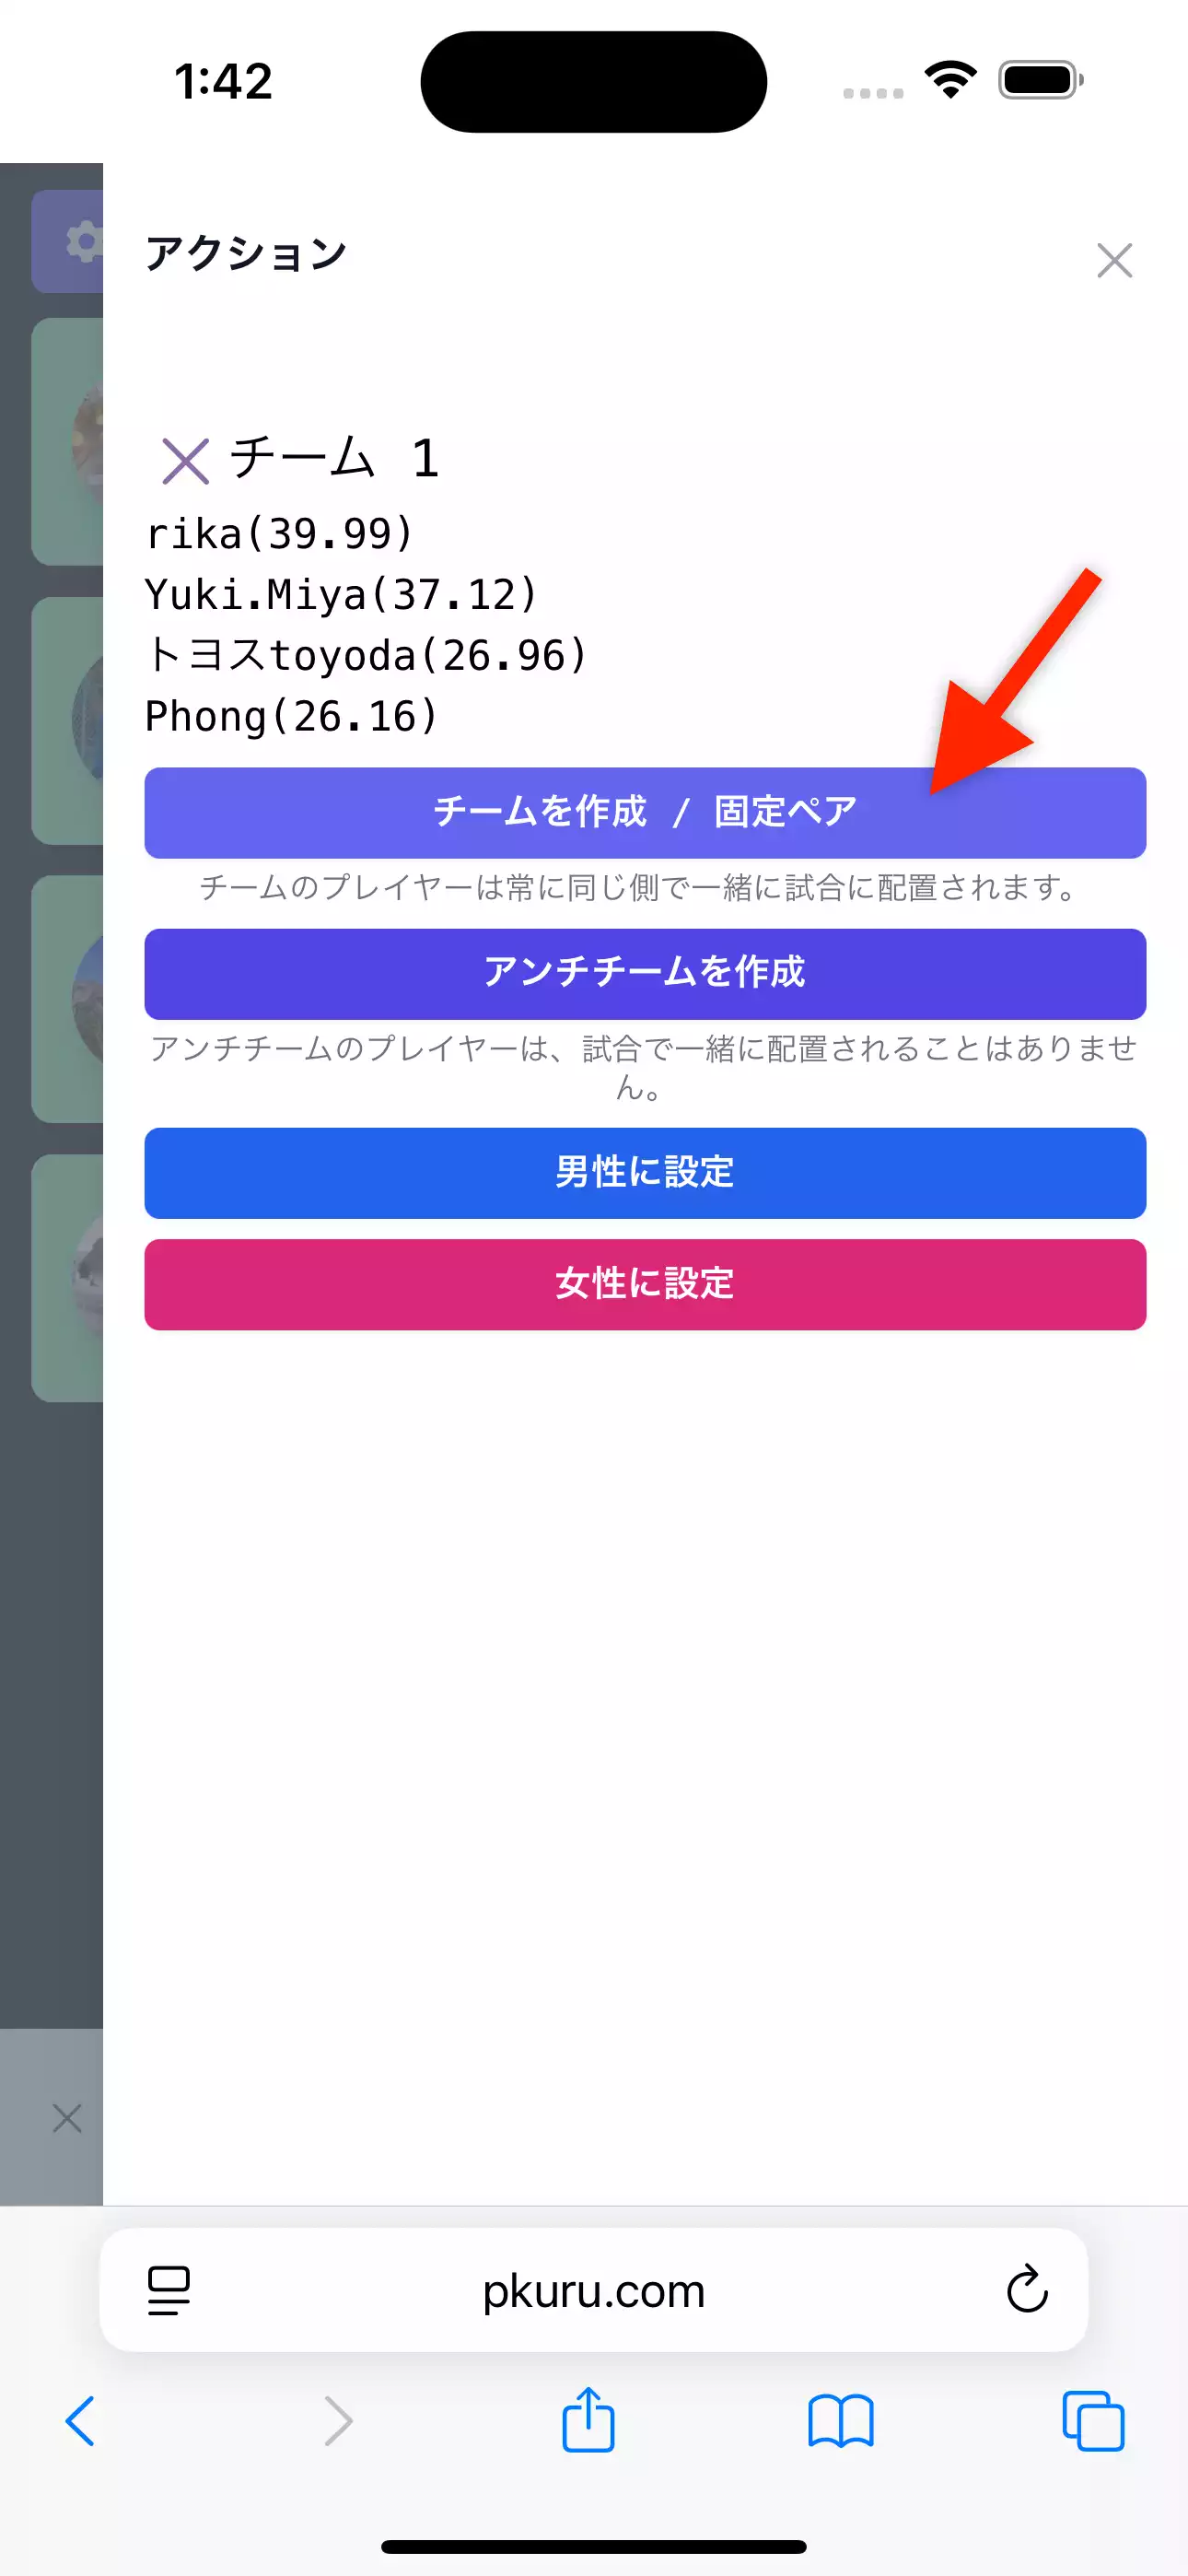 1:42
アクション
チーム 1
rika(39.99)
Yuki.Miya(37.12)
トヨスtoyoda(26.96)
Phong(26.16)
チームを作成 / 固定ペア
チームのプレイヤーは常に同じ側で一緒に試合に配置されます。
アンチチームを作成
アンチチームのプレイヤーは、試合で一緒に配置されることはありませ
ん。
男性に設定
女性に設定
pkuru.com